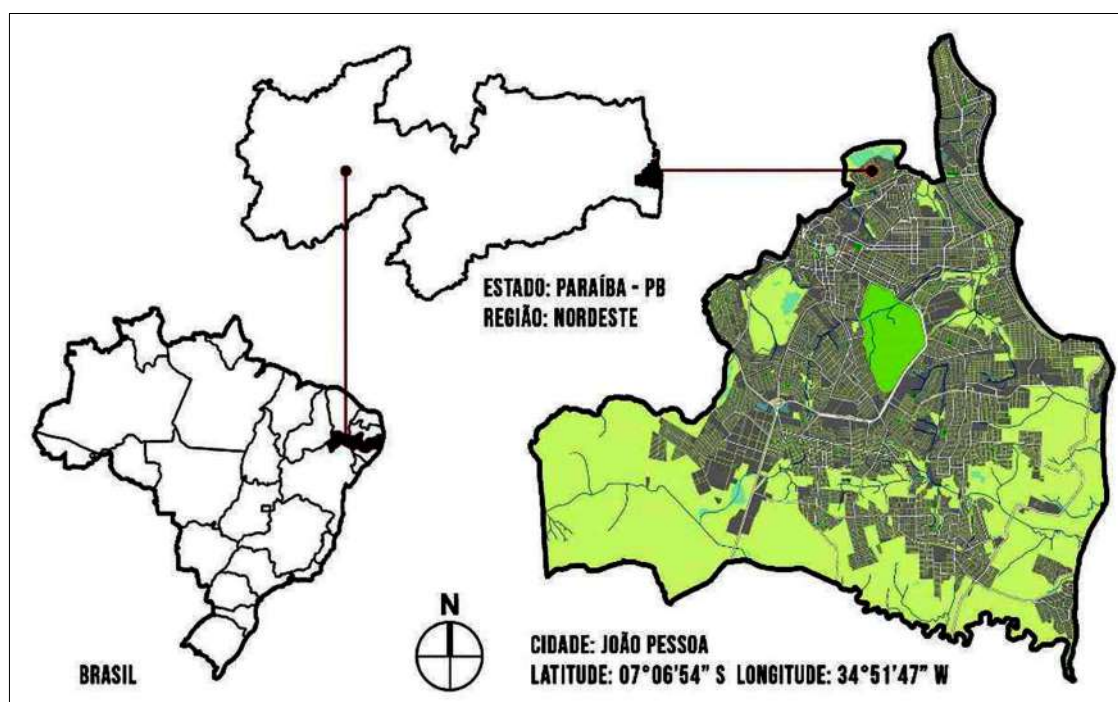 ESTADO: PARAÍBA - PB
REGIÃO: NORDESTE
N
BRASIL
CIDADE: JOÃO PESSOA
LATITUDE: 07°06'54" S LONGITUDE: 34°51'47" W